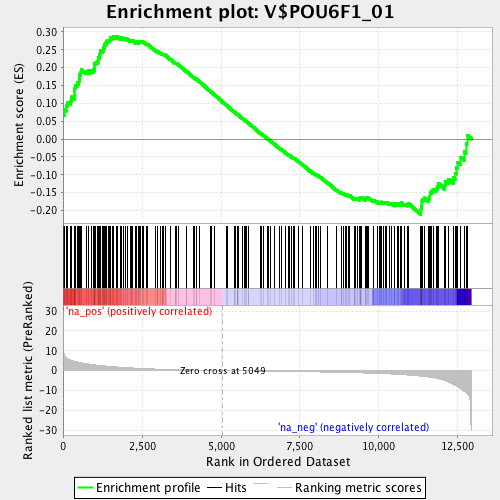 Enrichment plot: V$POU6F1_01
Enrichment score (ES)
0.30
0.25
0.20
0.15
0.10
0.05
0.00
-0.05
-0.10
-0.15
-0.20
Ranked list metric (PreRanked)
30
20
10
0
-10
-20
-30
'na_pos' (positively correlated)
Zero cross at 5049
'na_neg' (negatively correlated)
0
2,500
5,000
7,500
10,000
12,500
Rank in Ordered Dataset
Enrichment profile
Hits
Ranking metric scores